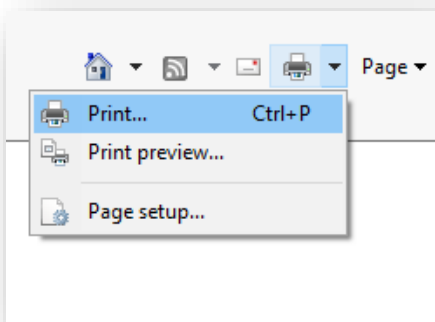 Page
Print... Ctrl+P
Print preview...
Page setup...